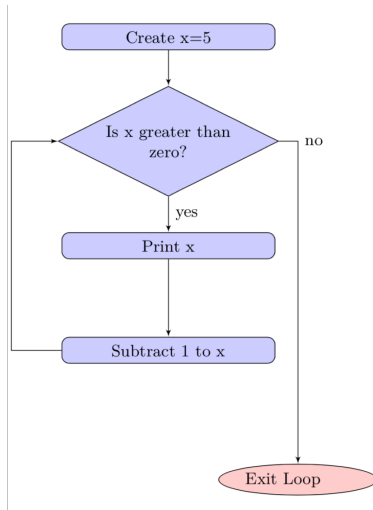 Create x=5
Is x greater than
zero?
no
yes
Print x
Subtract 1 to x
Exit Loop